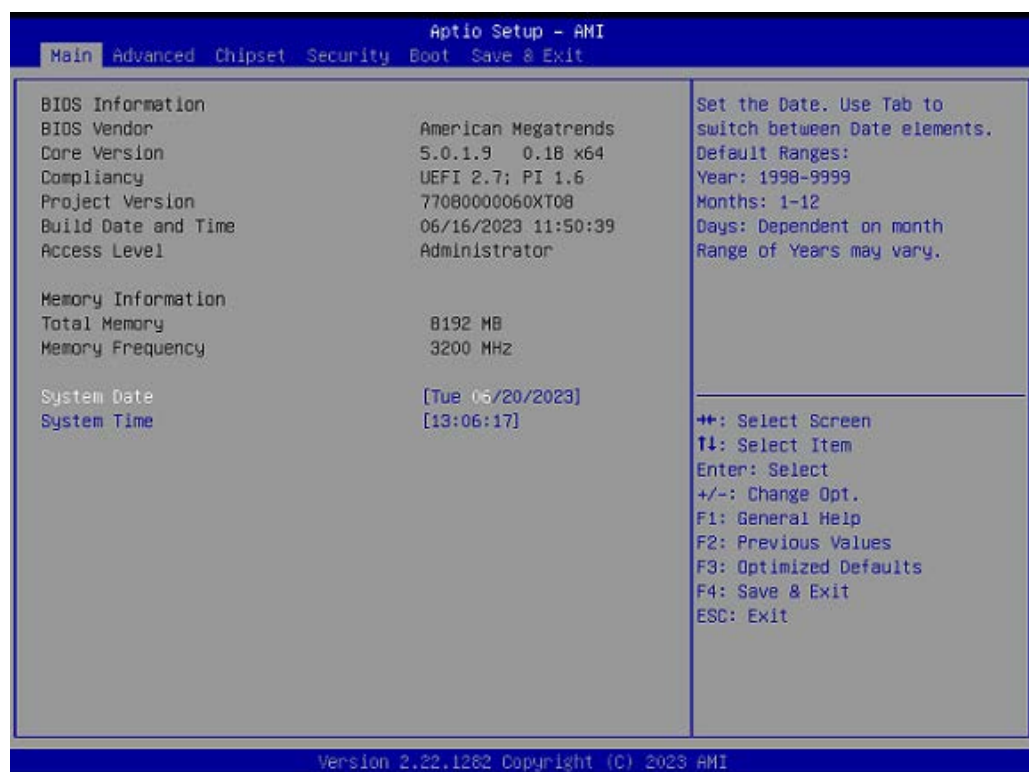 Aptio Setup – AMI
Main Advanced Chipset Security Boot Save & Exit
BIOS Information
BIOS Vendor American Megatrends
Core Version 5.0.1.9 0.18 x64
Compliancy UEFI 2.7; PI 1.6
Project Version 77080000060XT08
Build Date and Time 06/16/2023 11:50:39
Access Level Administrator
Memory Information
Total Memory 8192 MB
Memory Frequency 3200 MHz
System Date [Tue 06/20/2023]
System Time [13:06:17]
Set the Date. Use Tab to
switch between Date elements.
Default Ranges:
Year: 1998-9999
Months: 1-12
Days: Dependent on month
Range of Years may vary.
→←: Select Screen
↑↓: Select Item
Enter: Select
+/-: Change Opt.
F1: General Help
F2: Previous Values
F3: Optimized Defaults
F4: Save & Exit
ESC: Exit
Version 2.22.1282 Copyright (C) 2023 AMI